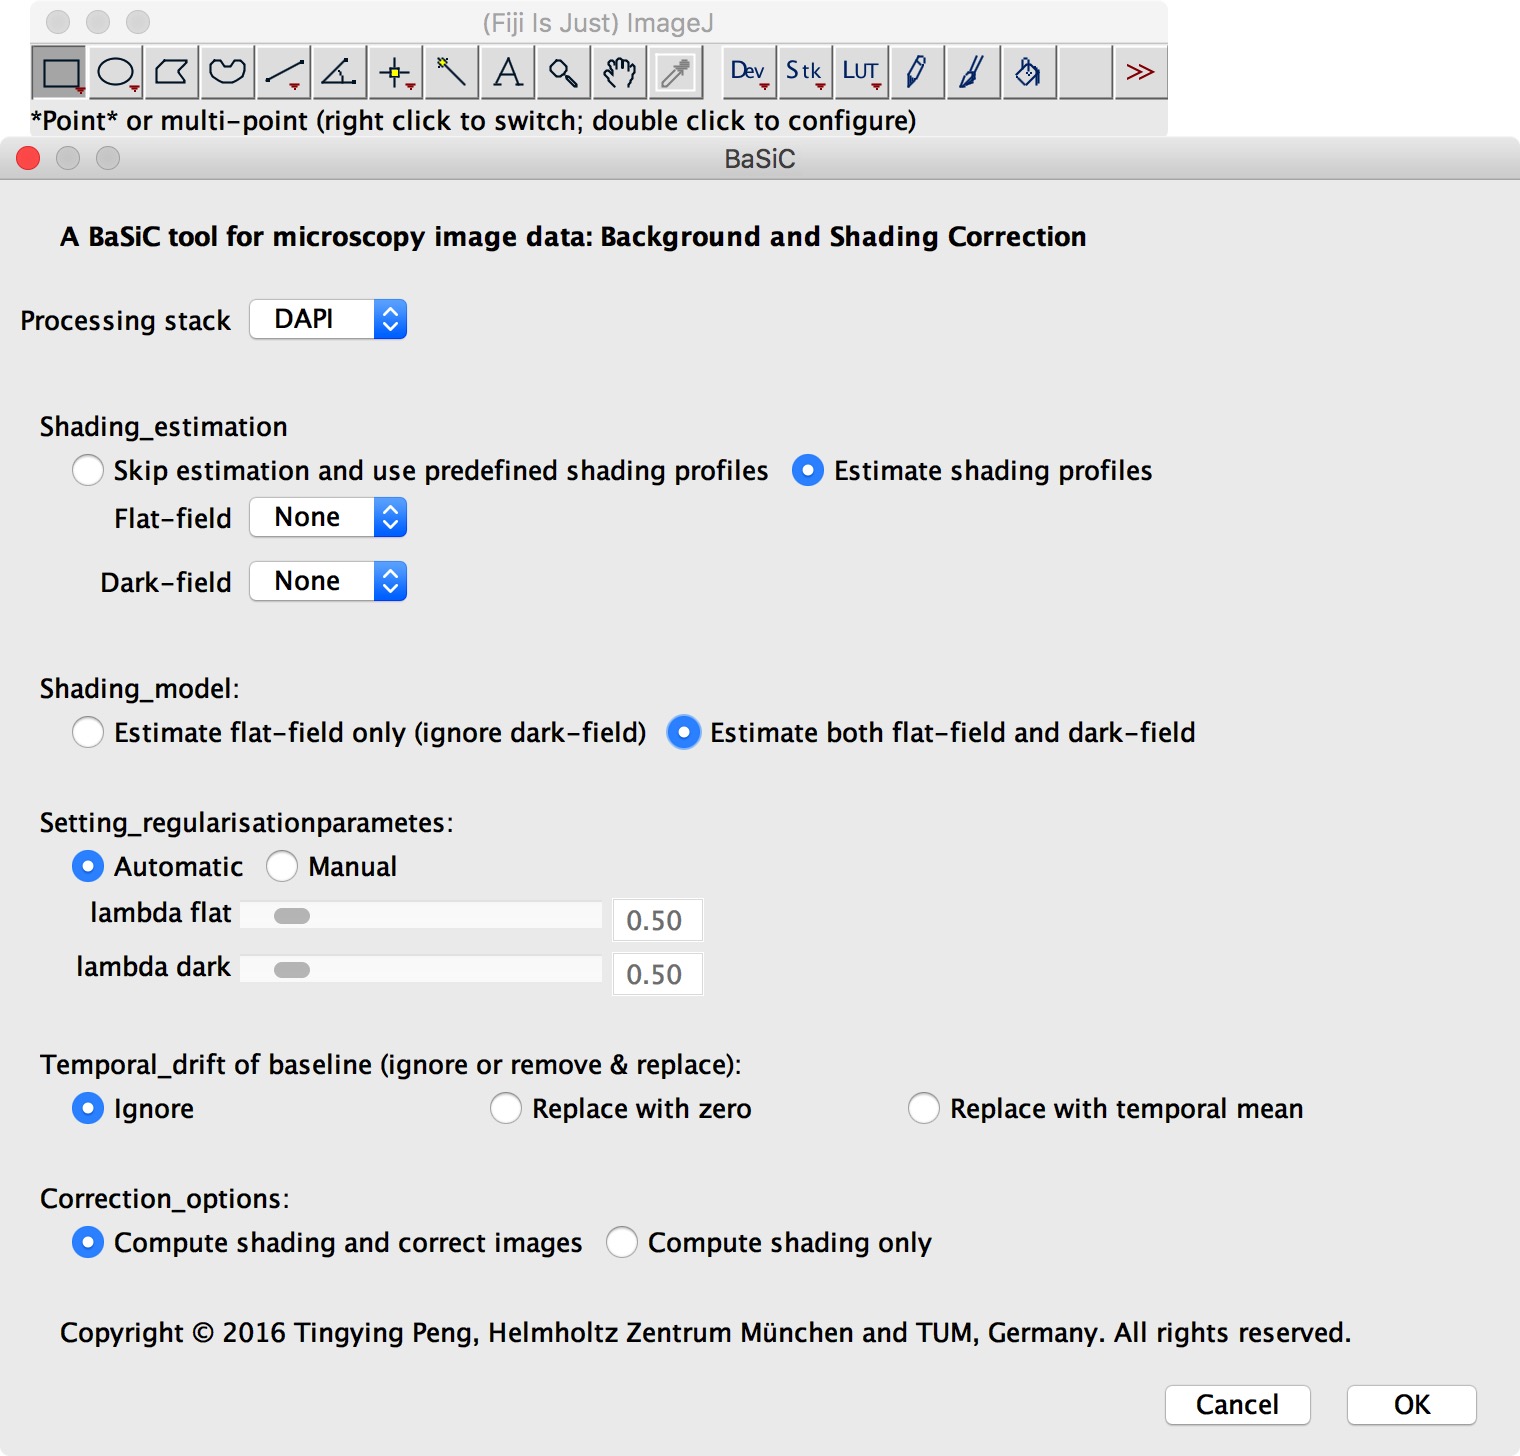 (Fiji Is Just) ImageJ
A Dev Stk LUT >>
*Point* or multi-point (right click to switch; double click to configure)
BaSiC
A BaSiC tool for microscopy image data: Background and Shading Correction
Processing stack DAPI
Shading_estimation
Skip estimation and use predefined shading profiles Estimate shading profiles
Flat-field None
Dark-field None
Shading_model:
Estimate flat-field only (ignore dark-field) Estimate both flat-field and dark-field
Setting_regularisationparametes:
Automatic Manual
lambda flat 0.50
lambda dark 0.50
Temporal_drift of baseline (ignore or remove & replace):
Ignore Replace with zero Replace with temporal mean
Correction_options:
Compute shading and correct images Compute shading only
Copyright © 2016 Tingying Peng, Helmholtz Zentrum München and TUM, Germany. All rights reserved.
Cancel OK